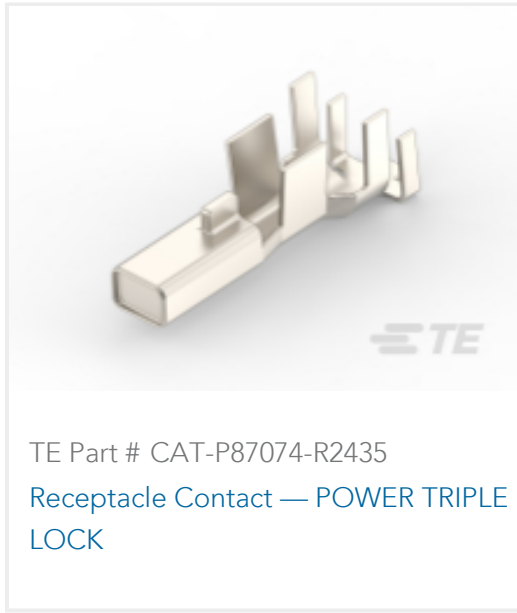 TE
TE Part # CAT-P87074-R2435
Receptacle Contact — POWER TRIPLE
LOCK